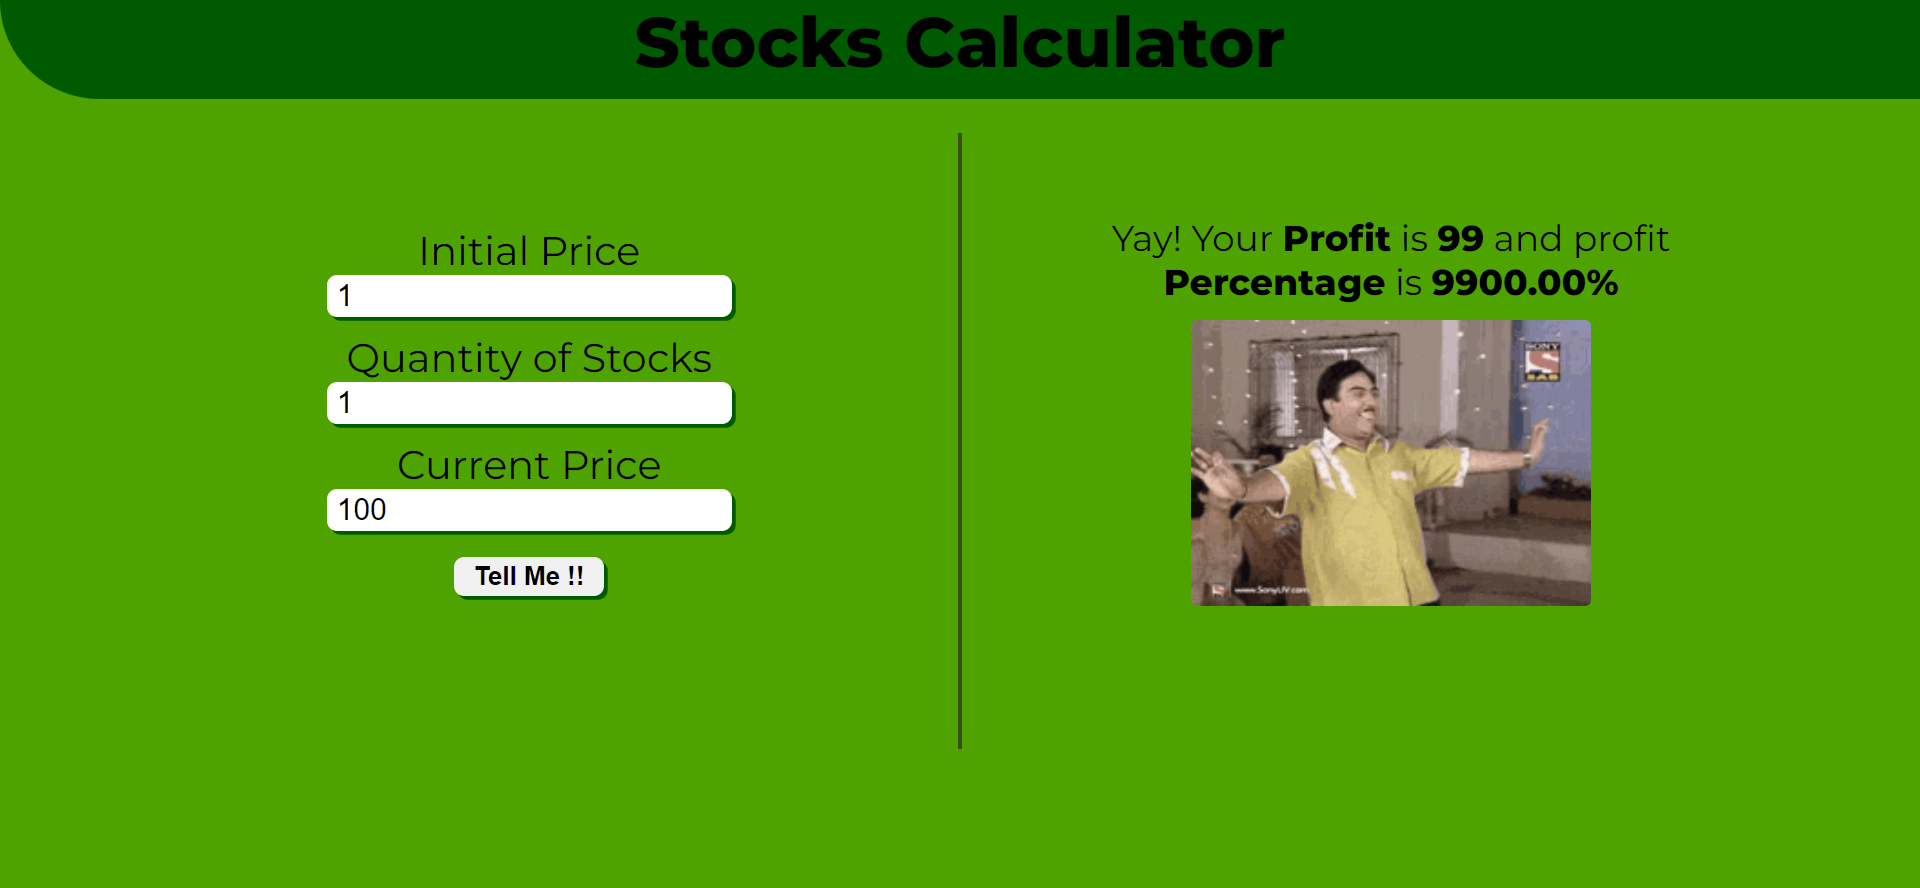 Stocks Calculator
Initial Price
1
Quantity of Stocks
1
Current Price
100
Tell Me !!
Yay! Your Profit is 99 and profit
Percentage is 9900.00%
SONY
SAB
www.SonyLIV.com